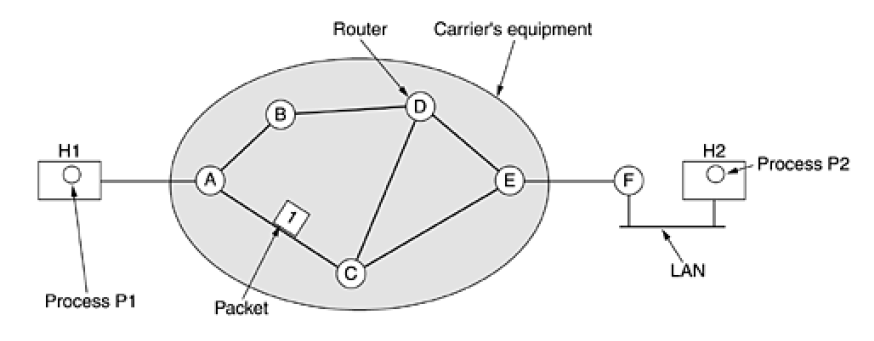 Router
Carrier's equipment
B
D
H1
A
E
F
H2
Process P2
1
C
LAN
Process P1
Packet